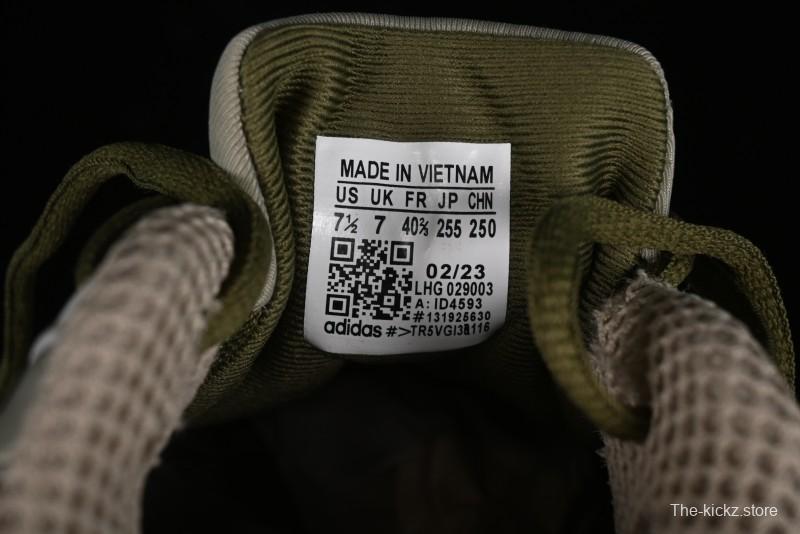 MADE IN VIETNAM
US UK FR JP CHN
7½ 7 40⅔ 255 250
02/23
LHG 029003
A: ID4593
#131925630
adidas #>TR5VGI3
The-kickz.store